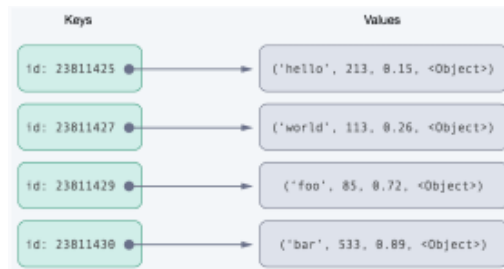 Keys Values
id: 23811425 ('hello', 213, 0.15, <Object>)
id: 23811427 ('world', 113, 0.26, <Object>)
id: 23811429 ('foo', 85, 0.72, <Object>)
id: 23811430 ('bar', 533, 0.89, <Object>)